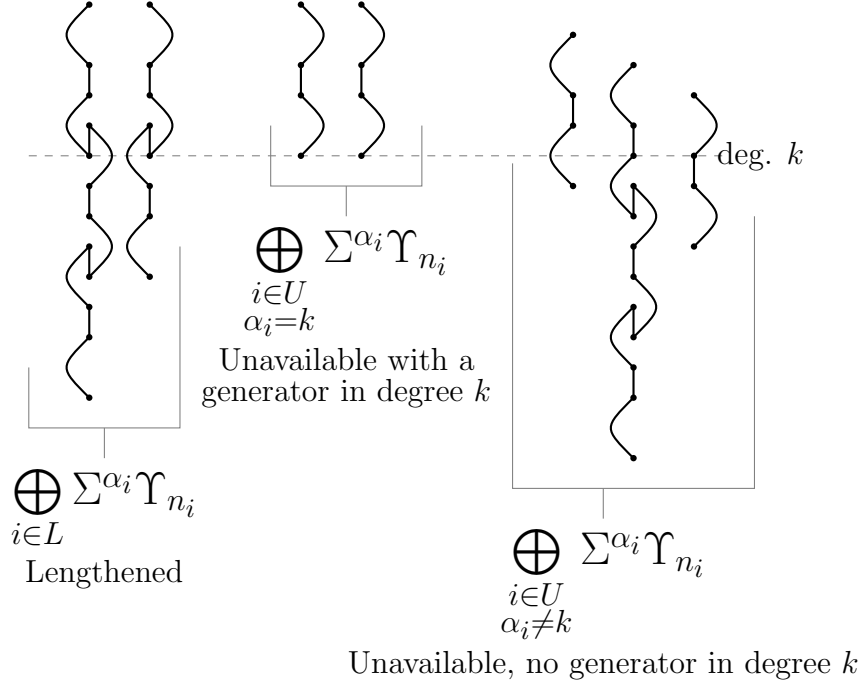 deg. k
⨁ Σ^{α_i} Υ_{n_i}
i∈U
α_i=k
Unavailable with a
generator in degree k
⨁ Σ^{α_i} Υ_{n_i}
i∈L
Lengthened
⨁ Σ^{α_i} Υ_{n_i}
i∈U
α_i≠k
Unavailable, no generator in degree k